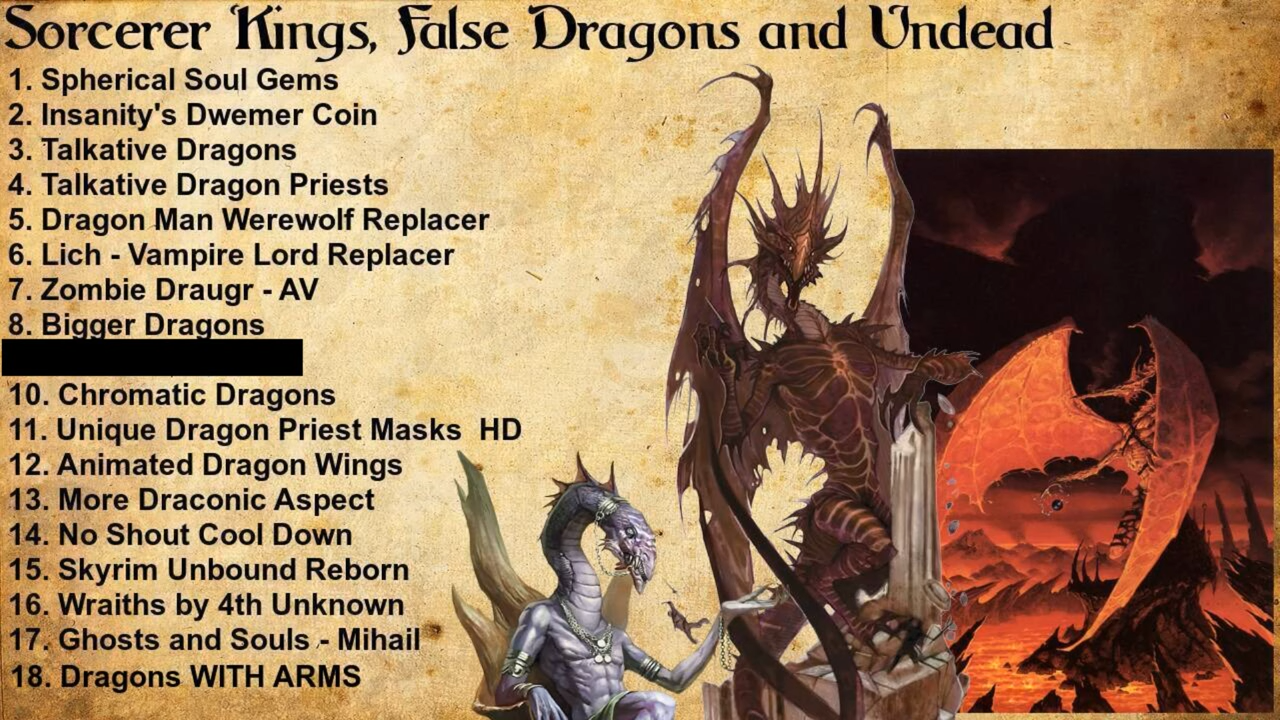 Sorcerer Kings, False Dragons and Undead
1. Spherical Soul Gems
2. Insanity's Dwemer Coin
3. Talkative Dragons
4. Talkative Dragon Priests
5. Dragon Man Werewolf Replacer
6. Lich - Vampire Lord Replacer
7. Zombie Draugr - AV
8. Bigger Dragons
10. Chromatic Dragons
11. Unique Dragon Priest Masks HD
12. Animated Dragon Wings
13. More Draconic Aspect
14. No Shout Cool Down
15. Skyrim Unbound Reborn
16. Wraiths by 4th Unknown
17. Ghosts and Souls - Mihail
18. Dragons WITH ARMS